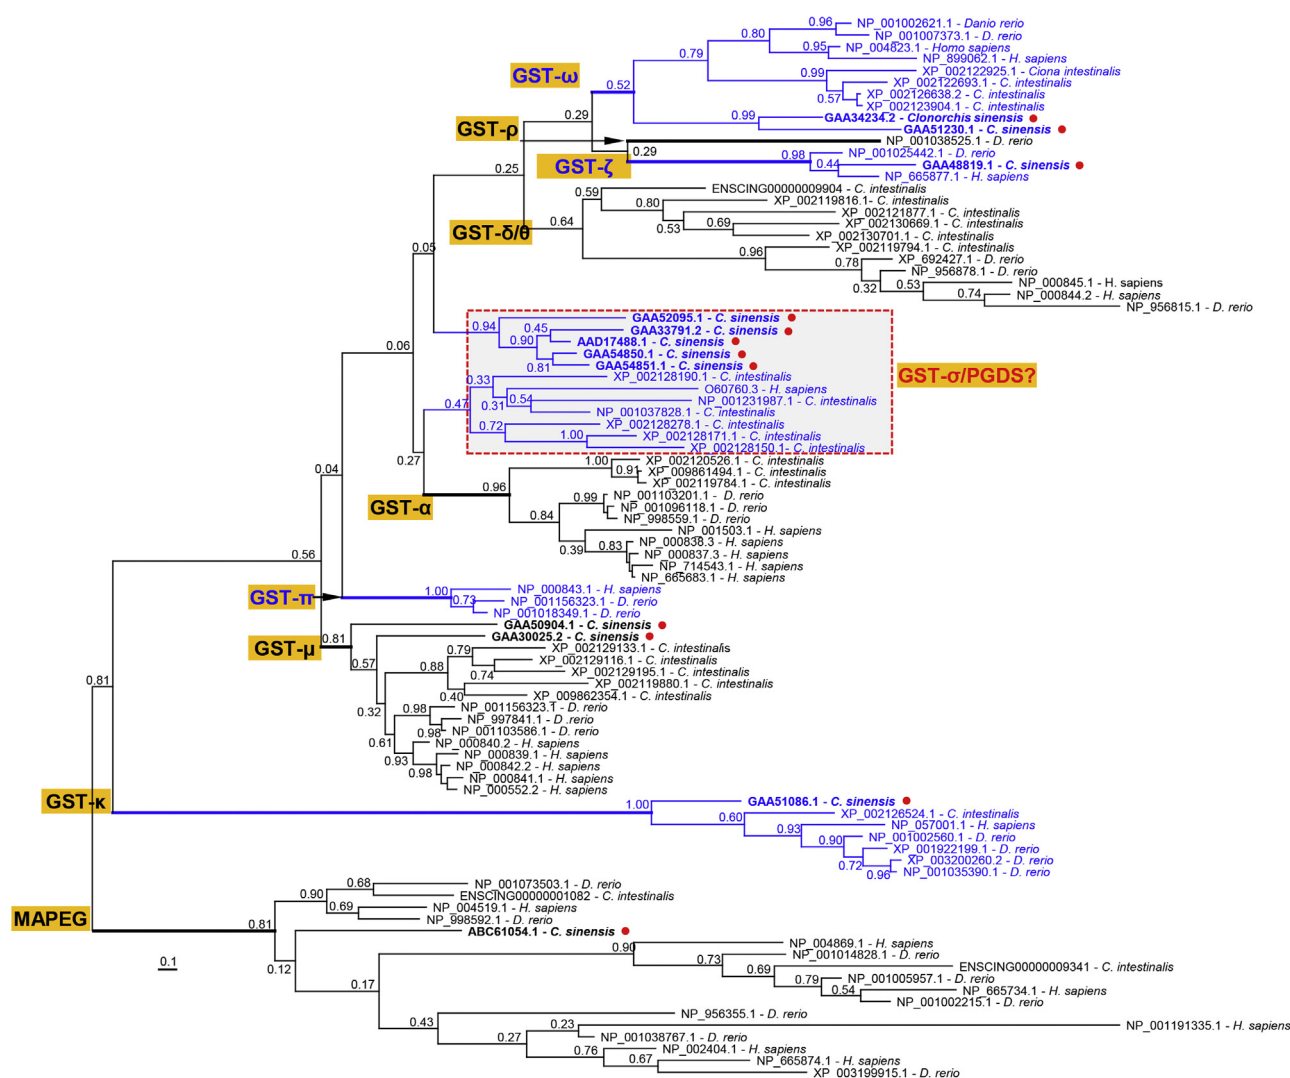 0.96 NP_001002621.1 - Danio rerio
0.80 NP_001007373.1 - D. rerio
0.95 NP_004823.1 - Homo sapiens
0.79 NP_899062.1 - H. sapiens
GST-ω 0.99 XP_002122925.1 - Ciona intestinalis
0.52 XP_002122693.1 - C. intestinalis
0.57 XP_002126638.2 - C. intestinalis
XP_002123904.1 - C. intestinalis
0.99 GAA34234.2 - Clonorchis sinensis
0.29 GAA51230.1 - C. sinensis
GST-ρ NP_001038525.1 - D. rerio
0.29 0.98 NP_001025442.1 - D. rerio
GST-ζ 0.44 GAA48819.1 - C. sinensis
0.25 NP_665877.1 - H. sapiens
0.59 ENSCING00000009904 - C. intestinalis
0.80 XP_002119816.1 - C. intestinalis
XP_002121877.1 - C. intestinalis
0.64 0.53 0.69 XP_002130669.1 - C. intestinalis
GST-δ/θ XP_002130701.1 - C. intestinalis
0.05 0.96 XP_002119794.1 - C. intestinalis
0.78 XP_692427.1 - D. rerio
NP_956878.1 - D. rerio
0.32 0.53 NP_000845.1 - H. sapiens
0.74 NP_000844.2 - H. sapiens
NP_956815.1 - D. rerio
0.94 GAA52095.1 - C. sinensis
0.45 GAA33791.2 - C. sinensis
0.90 AAD17488.1 - C. sinensis
0.06 GAA54850.1 - C. sinensis
0.81 GAA54851.1 - C. sinensis
GST-σ/PGDS?
0.33 XP_002128190.1 - C. intestinalis
O60760.3 - H. sapiens
0.47 0.31 0.54 NP_001231987.1 - C. intestinalis
NP_001037828.1 - C. intestinalis
0.72 XP_002128278.1 - C. intestinalis
1.00 XP_002128171.1 - C. intestinalis
XP_002128150.1 - C. intestinalis
0.27 1.00 XP_002120526.1 - C. intestinalis
0.04 0.91 XP_009861494.1 - C. intestinalis
XP_002119784.1 - C. intestinalis
0.96 0.99 NP_001103201.1 - D. rerio
GST-α NP_001096118.1 - D. rerio
0.84 NP_998559.1 - D. rerio
NP_001503.1 - H. sapiens
0.39 0.83 NP_000838.3 - H. sapiens
0.56 NP_000837.3 - H. sapiens
NP_714543.1 - H. sapiens
NP_665683.1 - H. sapiens
1.00 NP_000843.1 - H. sapiens
GST-π 0.73 NP_001156323.1 - D. rerio
NP_001018349.1 - D. rerio
GAA50904.1 - C. sinensis
0.81 GAA30025.2 - C. sinensis
GST-μ 0.79 XP_002129133.1 - C. intestinalis
0.57 0.88 XP_002129116.1 - C. intestinalis
0.74 XP_002129195.1 - C. intestinalis
0.81 XP_002119880.1 - C. intestinalis
0.40 XP_009862354.1 - C. intestinalis
0.32 0.98 NP_001156323.1 - D. rerio
NP_997841.1 - D .rerio
0.61 0.98 NP_001103586.1 - D. rerio
NP_000840.2 - H. sapiens
0.93 NP_000839.1 - H. sapiens
0.98 NP_000842.2 - H. sapiens
NP_000841.1 - H. sapiens
NP_000552.2 - H. sapiens
GST-κ 1.00 GAA51086.1 - C. sinensis
0.60 XP_002126524.1 - C. intestinalis
0.93 NP_057001.1 - H. sapiens
0.90 NP_001002560.1 - D. rerio
XP_001922199.1 - D. rerio
0.72 XP_003200260.2 - D. rerio
0.96 NP_001035390.1 - D. rerio
0.68 NP_001073503.1 - D. rerio
0.90 ENSCING00000001082 - C. intestinalis
0.69 NP_004519.1 - H. sapiens
MAPEG 0.81 NP_998592.1 - D. rerio
ABC61054.1 - C. sinensis
0.90 NP_004869.1 - H. sapiens
0.1 0.12 0.73 NP_001014828.1 - D. rerio
0.69 ENSCING00000009341 - C. intestinalis
0.17 0.79 NP_001005957.1 - D. rerio
0.54 NP_665734.1 - H. sapiens
NP_001002215.1 - D. rerio
NP_956355.1 - D. rerio
0.43 0.23 NP_001191335.1 - H. sapiens
0.27 NP_001038767.1 - D. rerio
0.76 NP_002404.1 - H. sapiens
0.67 NP_665874.1 - H. sapiens
XP_003199915.1 - D. rerio